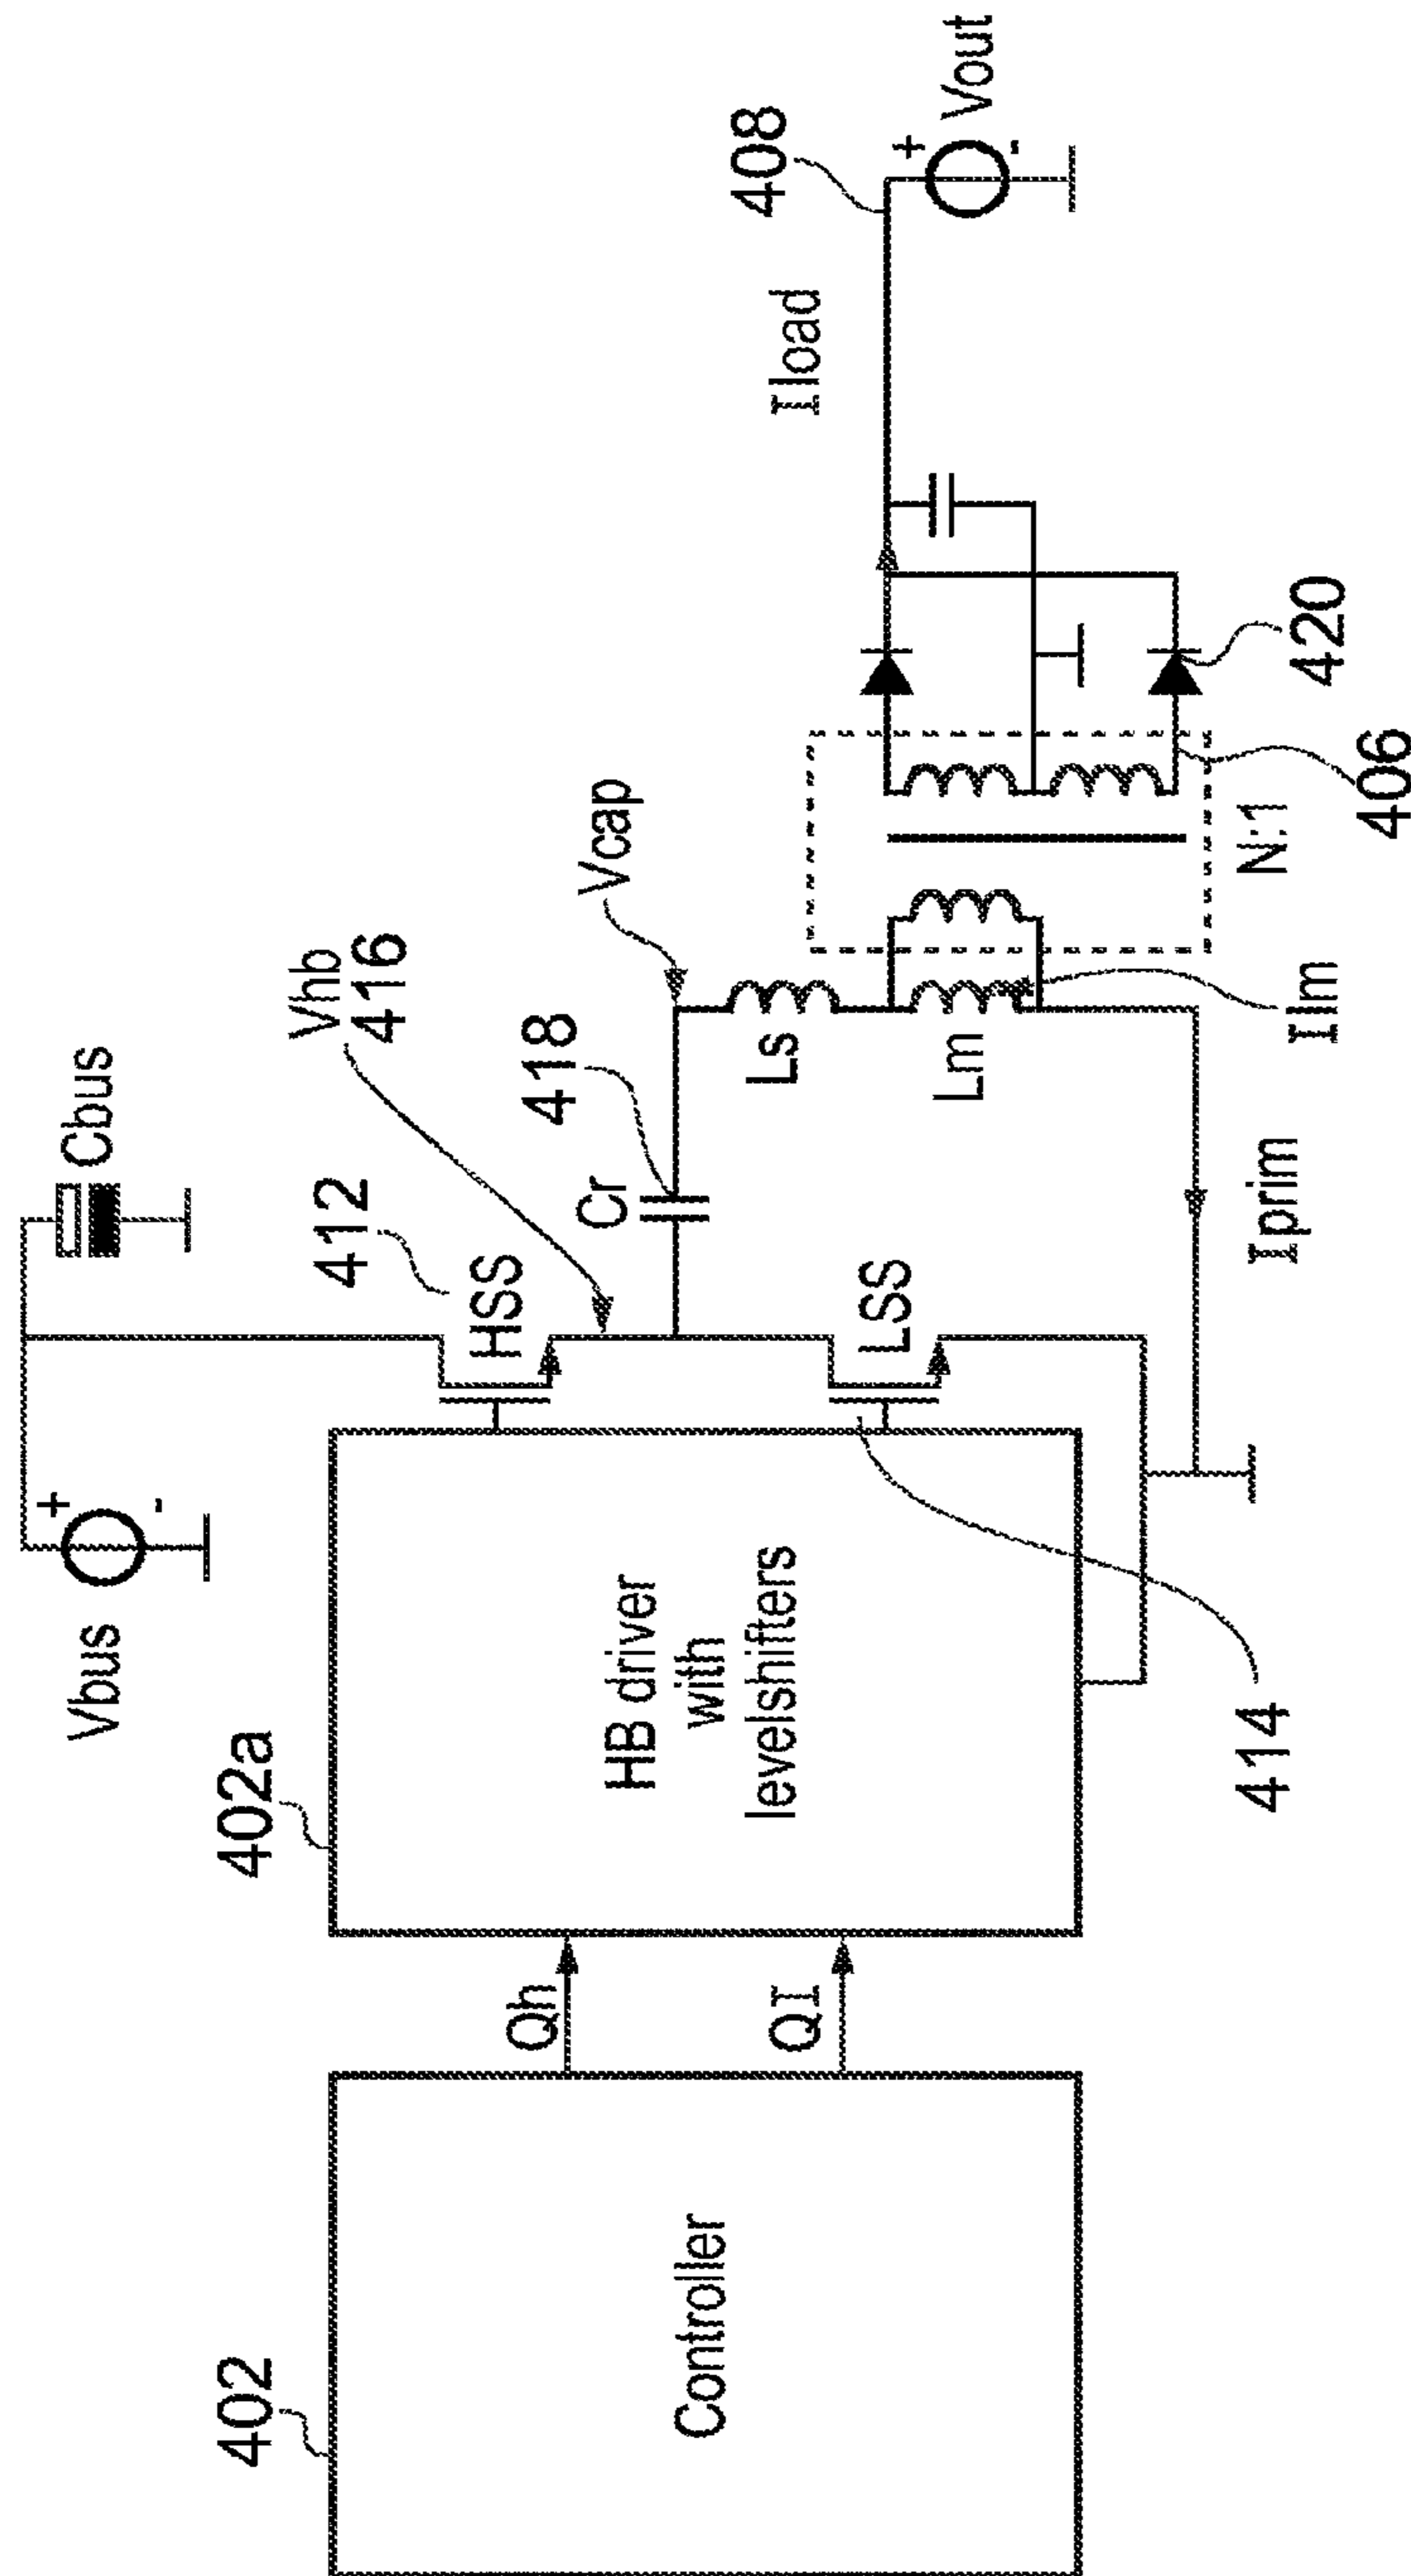 402
Controller
Qh
QI
402a
HB driver
with
levelshifters
Vbus
+
-
Cbus
412
HSS
Vhb
416
414
LSS
Cr
418
Vcap
Ls
Lm
Ilm
Iprim
N:1
406
420
Iload
408
+
-
Vout